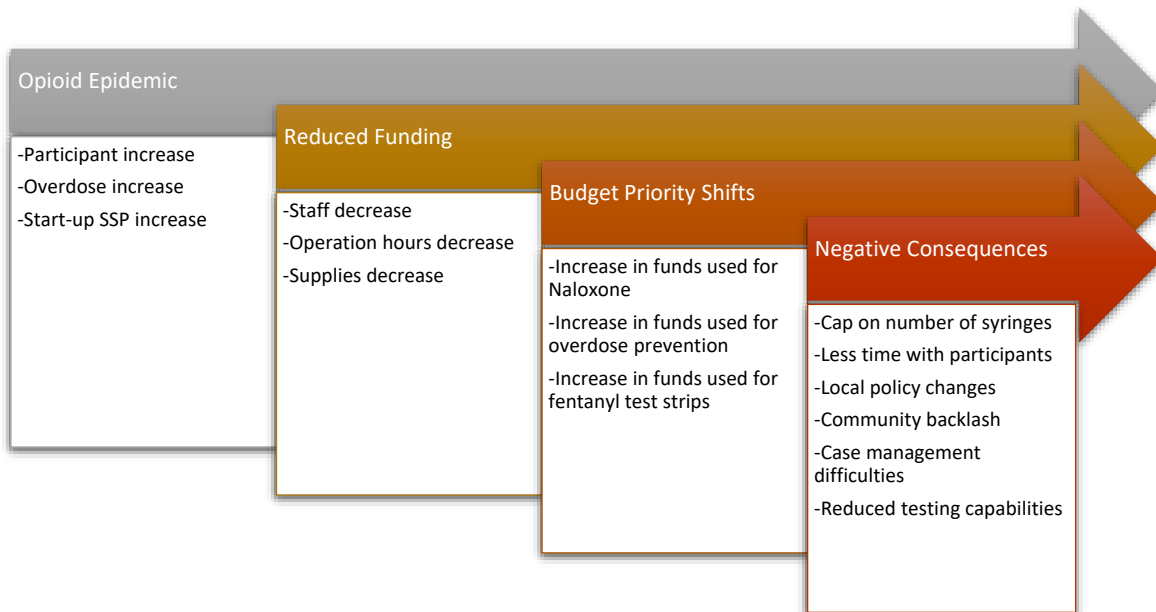 Opioid Epidemic
-Participant increase
-Overdose increase
-Start-up SSP increase
Reduced Funding
-Staff decrease
-Operation hours decrease
-Supplies decrease
Budget Priority Shifts
-Increase in funds used for
Naloxone
-Increase in funds used for
overdose prevention
-Increase in funds used for
fentanyl test strips
Negative Consequences
-Cap on number of syringes
-Less time with participants
-Local policy changes
-Community backlash
-Case management
difficulties
-Reduced testing capabilities